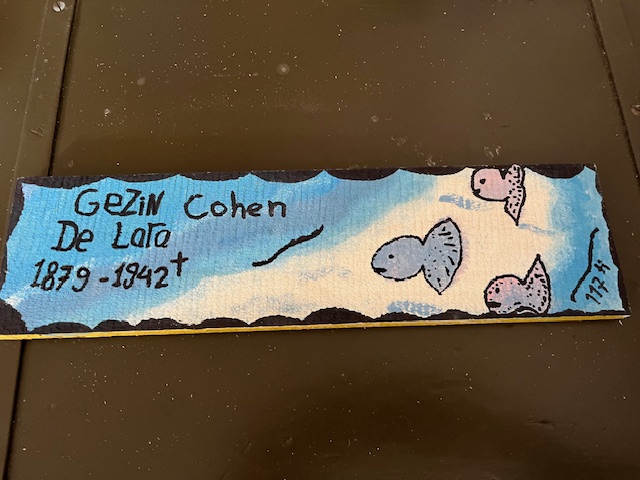 Gezin Cohen
De Lara
1879-1942†